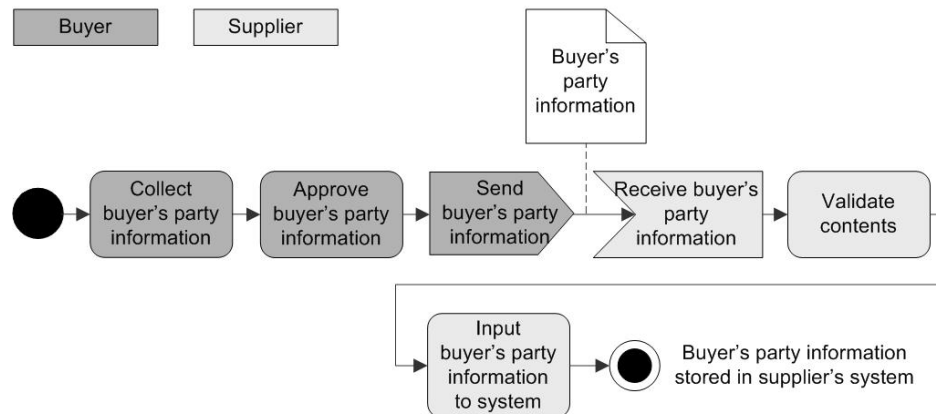 Buyer
Supplier
Buyer's
party
information
Collect
buyer's party
information
Approve
buyer's party
information
Send
buyer's party
information
Receive buyer's
party
information
Validate
contents
Input
buyer's party
information
to system
Buyer's party information
stored in supplier's system